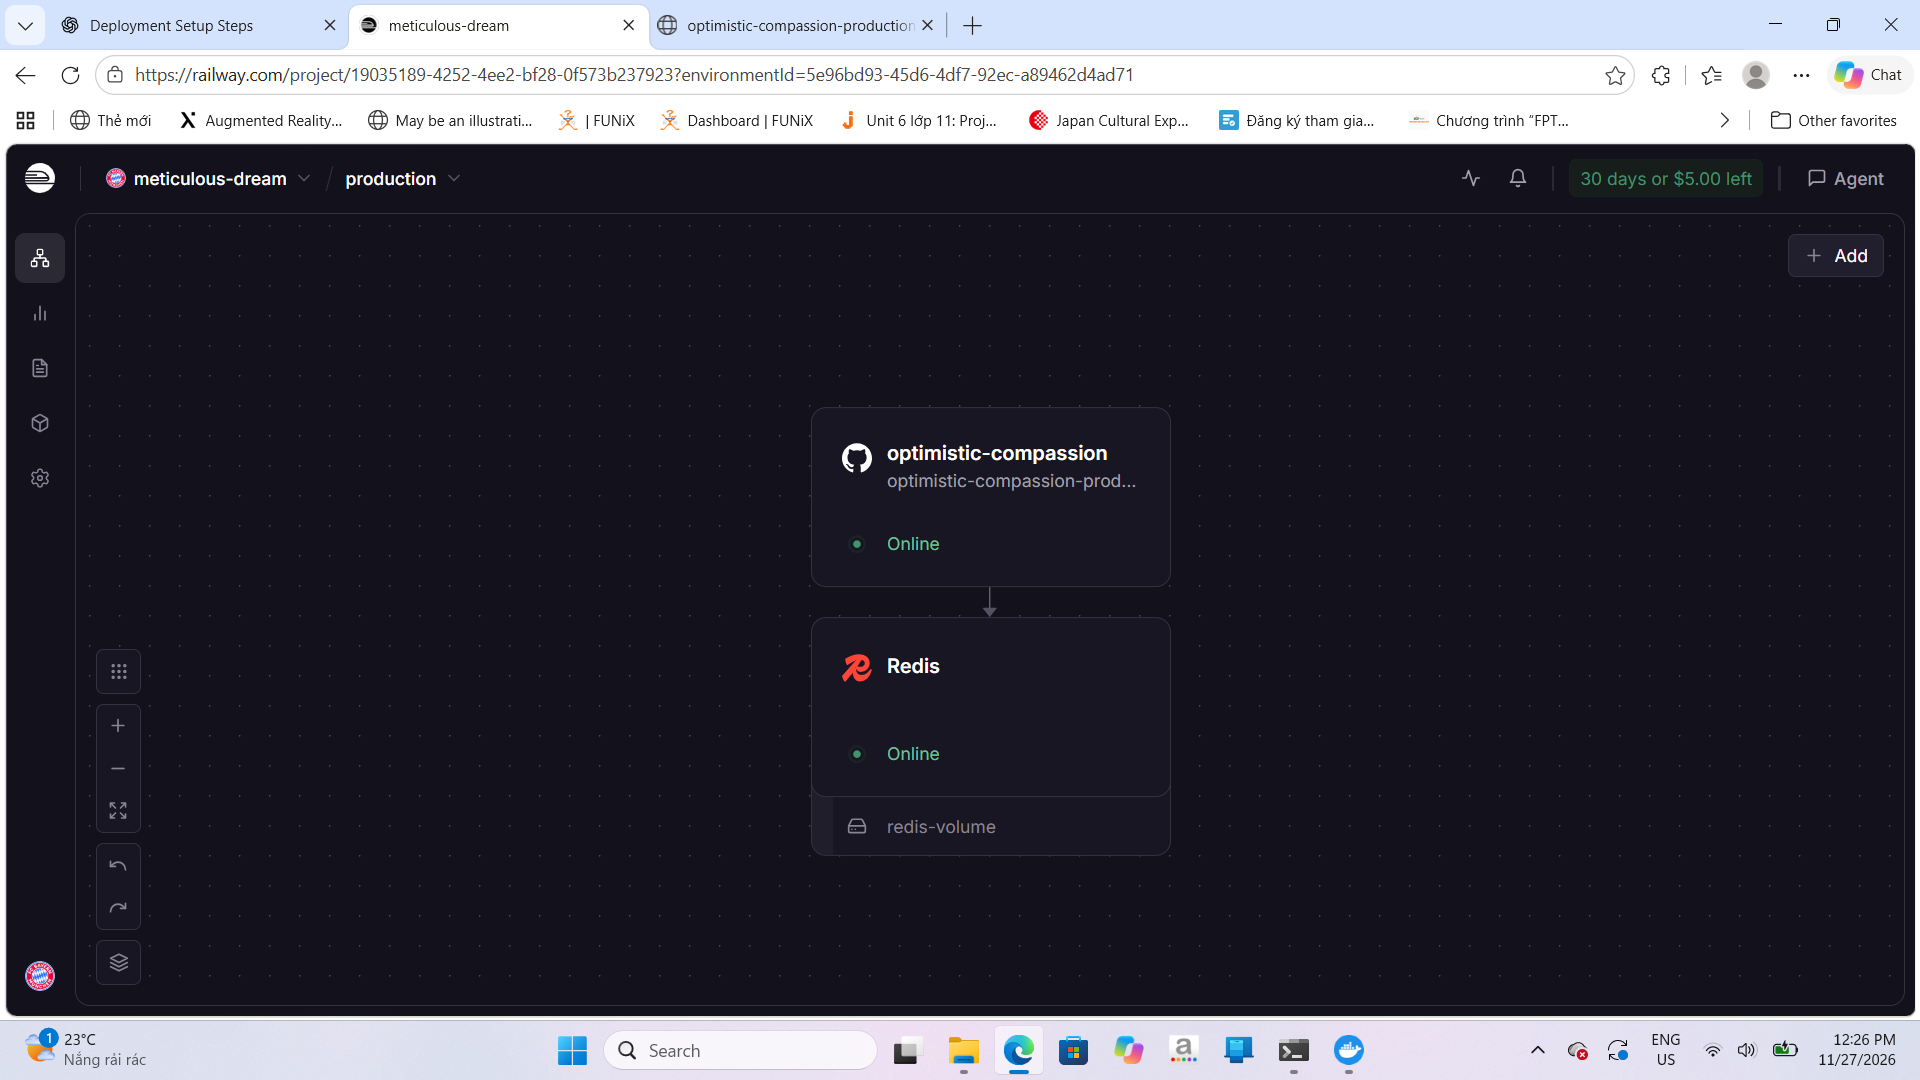 Deployment Setup Steps
meticulous-dream
optimistic-compassion-production
https://railway.com/project/19035189-4252-4ee2-bf28-0f573b237923?environmentId=5e96bd93-45d6-4df7-92ec-a89462d4ad71
Chat
Thẻ mới
Augmented Reality...
May be an illustrati...
| FUNiX
Dashboard | FUNiX
Unit 6 lớp 11: Proj...
Japan Cultural Exp...
Đăng ký tham gia...
Chương trình “FPT...
Other favorites
meticulous-dream
production
30 days or $5.00 left
Agent
Add
optimistic-compassion
optimistic-compassion-prod...
Online
Redis
Online
redis-volume
1
23°C
Nắng rải rác
Search
ENG
US
12:26 PM
11/27/2026